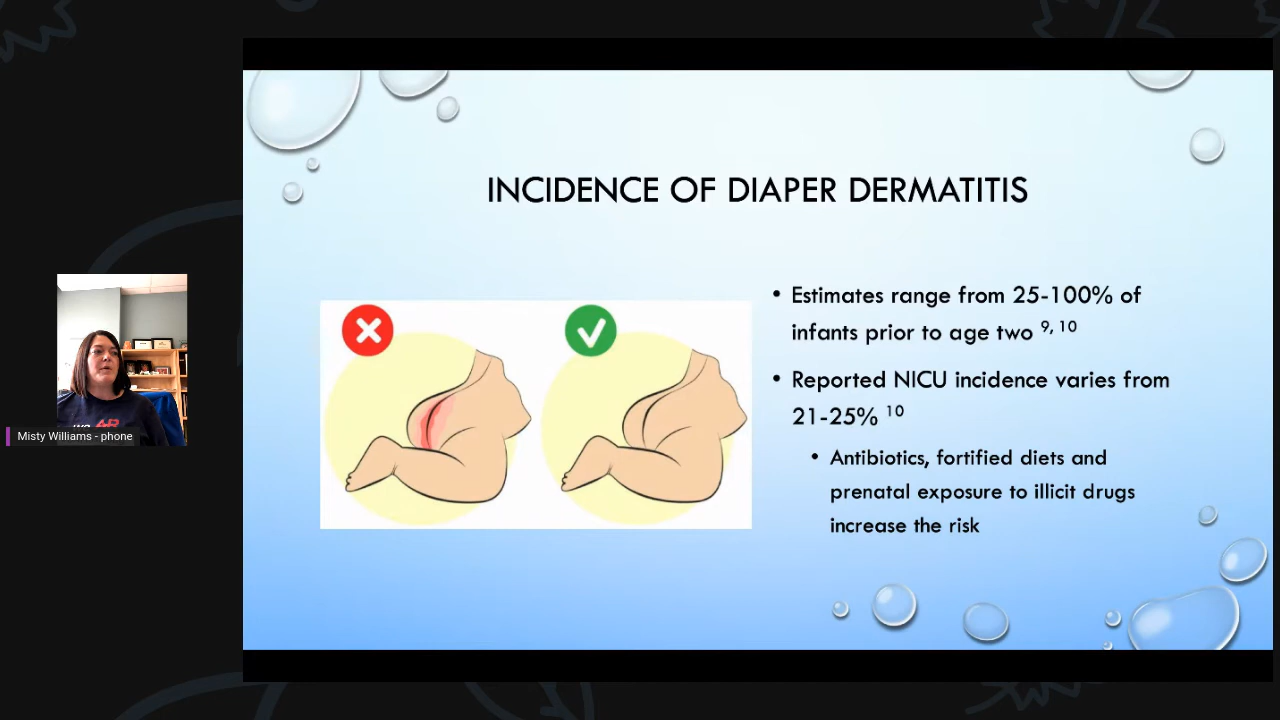 INCIDENCE OF DIAPER DERMATITIS
• Estimates range from 25-100% of
infants prior to age two 9, 10
• Reported NICU incidence varies from
21-25% 10
• Antibiotics, fortified diets and
prenatal exposure to illicit drugs
increase the risk
Misty Williams - phone